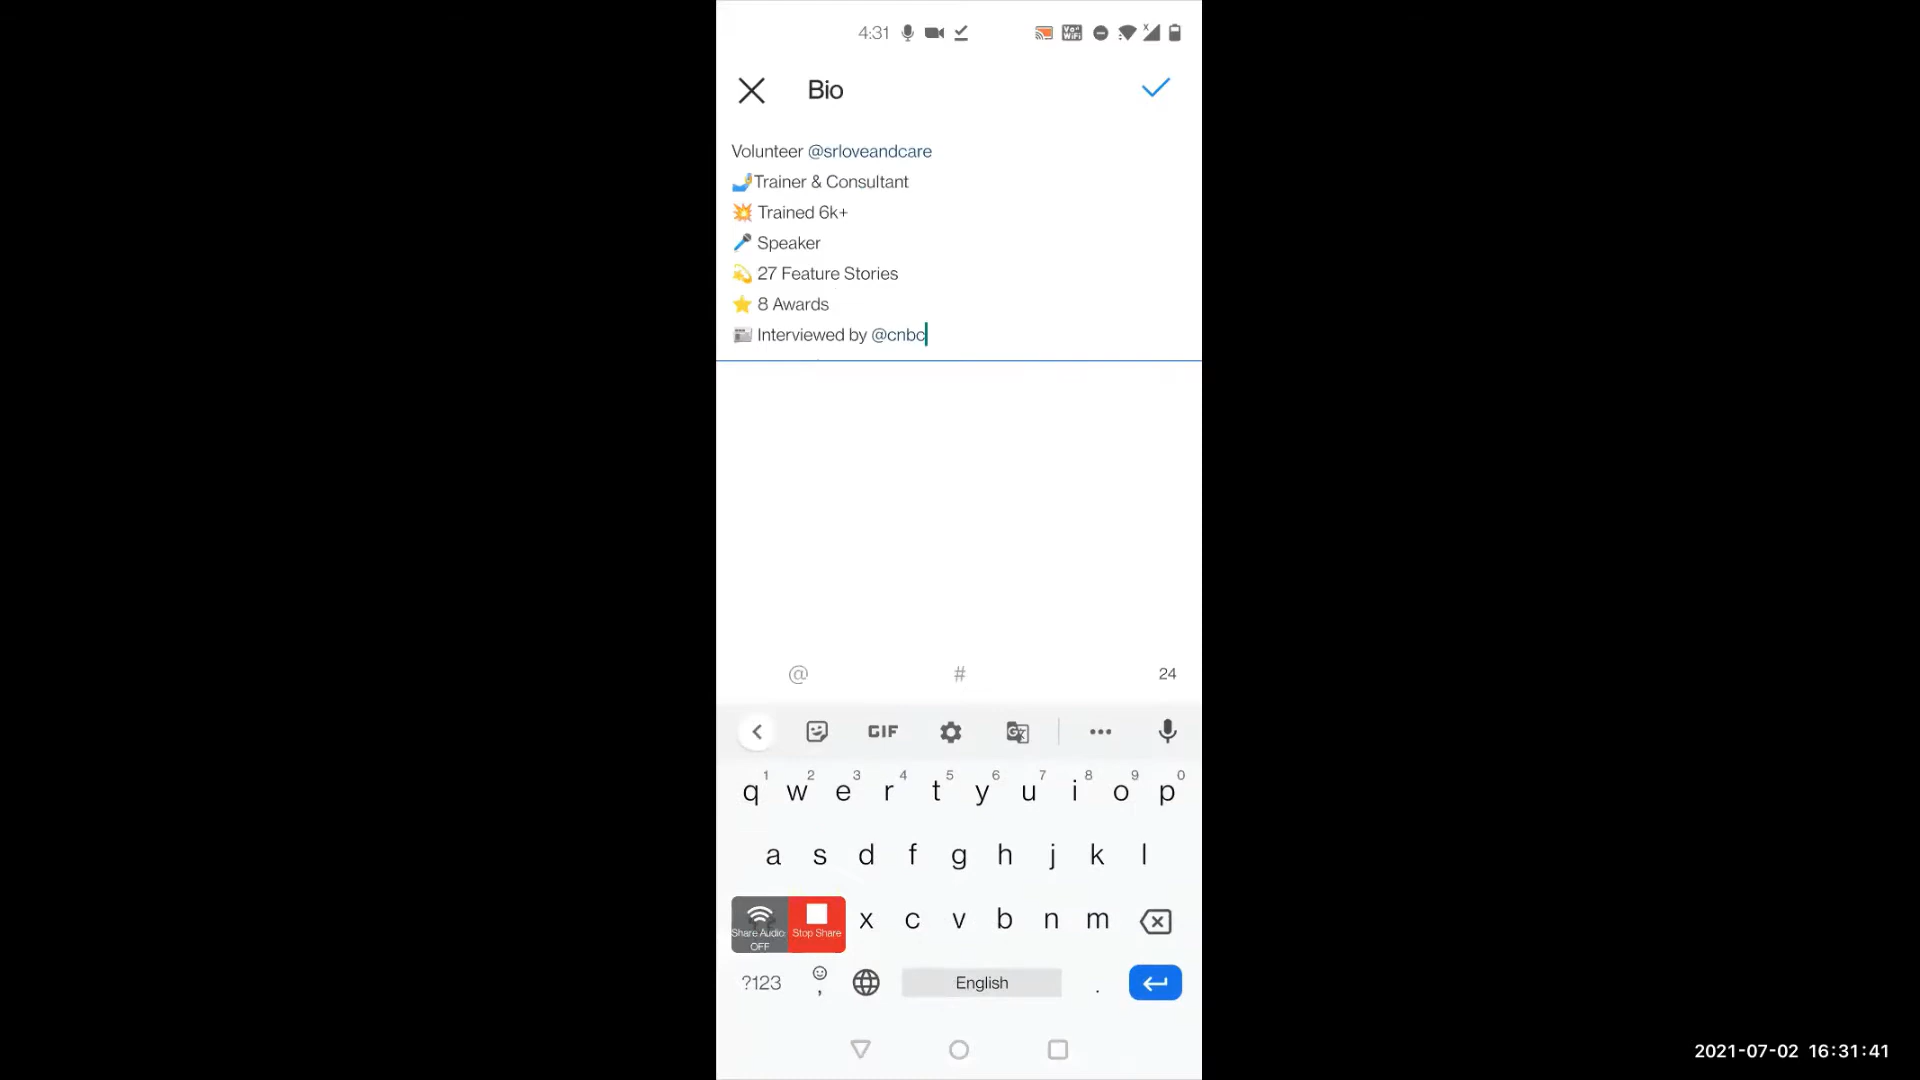 4:31
Vo WiFi
Bio
Volunteer @srloveandcare
🤳Trainer & Consultant
💥 Trained 6k+
🎤 Speaker
💫 27 Feature Stories
⭐ 8 Awards
📰 Interviewed by @cnbc
@ # 24
GIF
1 2 3 4 5 6 7 8 9 0
q w e r t y u i o p
a s d f g h j k l
x c v b n m
Share Audio: OFF
Stop Share
?123 , English .
2021-07-02 16:31:41